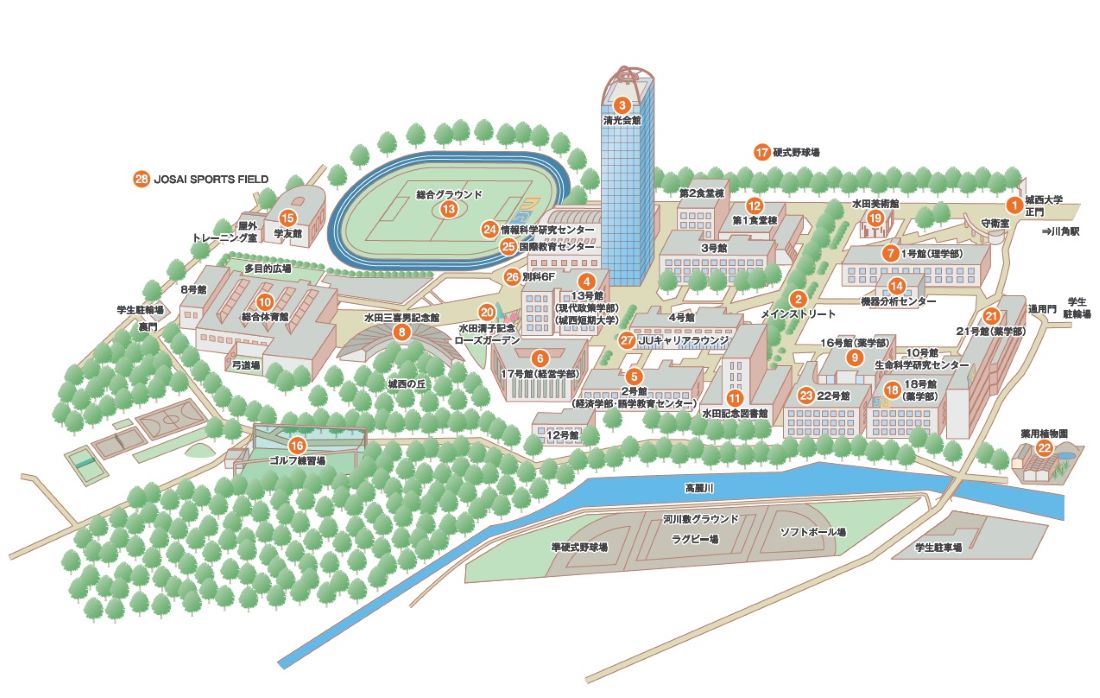 3
清光会館
17 硬式野球場
28 JOSAI SPORTS FIELD
総合グラウンド
13
第2食堂棟
12
第1食堂棟
水田美術館
19
1
城西大学
正門
⇒川角駅
守衛室
15
学友館
屋外
トレーニング室
24 情報科学研究センター
25 国際教育センター
3号館
7 1号館(理学部)
多目的広場
26 別科6F
4
13号館
(現代政策学部)
(城西短期大学)
14
機器分析センター
2
メインストリート
8号館
10
総合体育館
学生駐輪場
裏門
水田三喜男記念館
8
20
水田清子記念
ローズガーデン
4号館
27 JUキャリアラウンジ
21
21号館(薬学部)
通用門
学生
駐輪場
16号館(薬学部)
9
10号館
生命科学研究センター
弓道場
城西の丘
6
17号館(経営学部)
5
2号館
(経済学部・語学教育センター)
11
水田記念図書館
23 22号館
18
18号館
(薬学部)
12号館
16
ゴルフ練習場
薬用植物園
22
高麗川
河川敷グラウンド
準硬式野球場
ラグビー場
ソフトボール場
学生駐車場